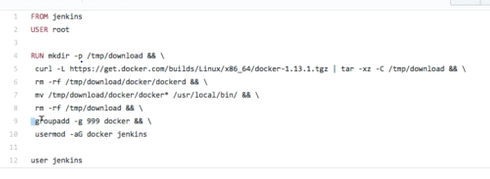 1 FROM jenkins
2 USER root
3
4 RUN mkdir -p /tmp/download && \
5 curl -L https://get.docker.com/builds/Linux/x86_64/docker-1.13.1.tgz | tar -xz -C /tmp/download && \
6 rm -rf /tmp/download/docker/dockerd && \
7 mv /tmp/download/docker/docker* /usr/local/bin/ && \
8 rm -rf /tmp/download && \
9 groupadd -g 999 docker && \
10 usermod -aG docker jenkins
11
12 user jenkins